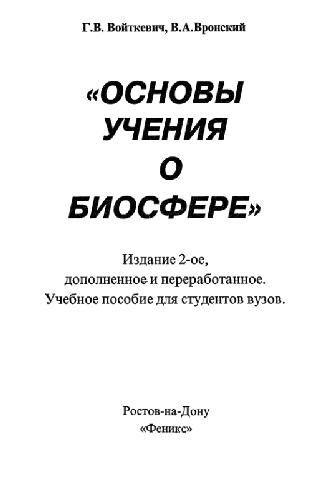 Г.В. Войткевич, В.А.Вронский
«ОСНОВЫ
УЧЕНИЯ
О
БИОСФЕРЕ»
Издание 2-ое,
дополненное и переработанное.
Учебное пособие для студентов вузов.
Ростов-на-Дону
«Феникс»